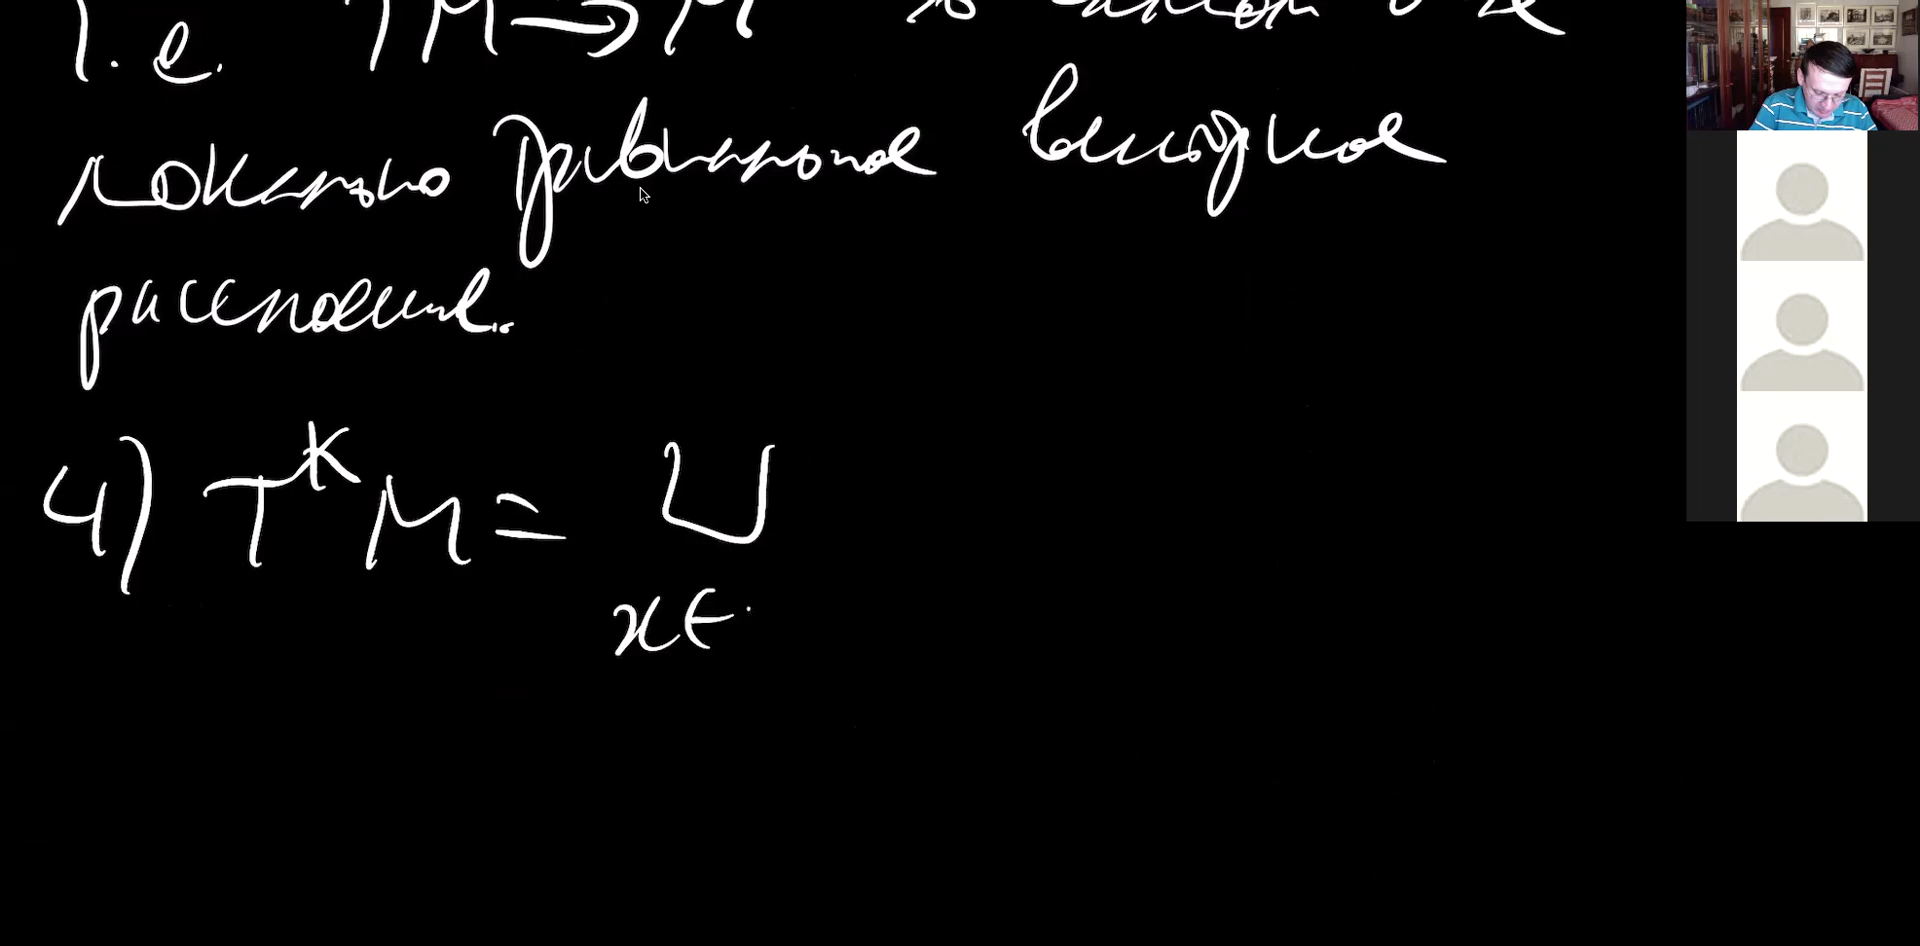 т.е. TM → M
локально тривиальное векторное
расслоение.
4) T*M = ⊔
x ∈